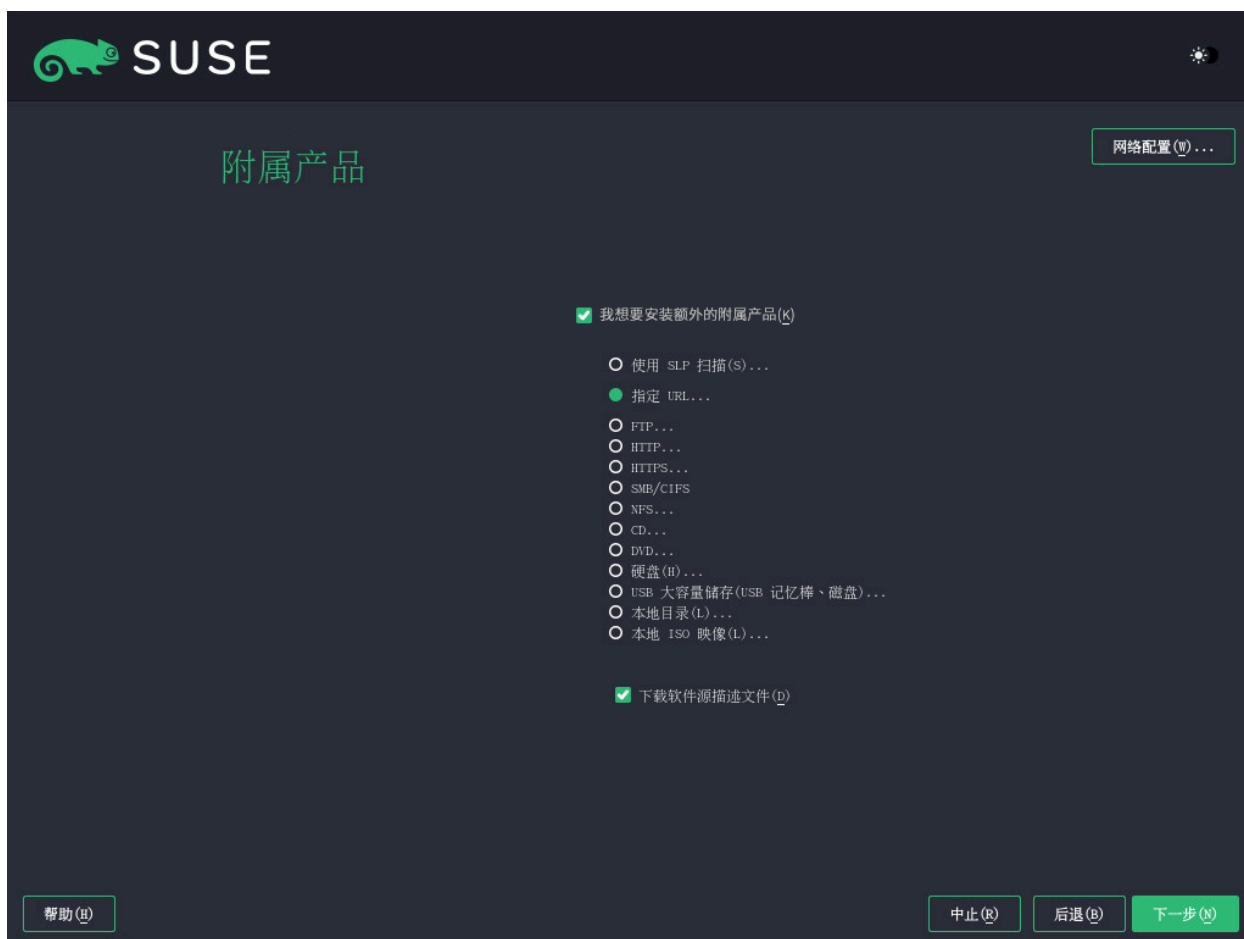 SUSE
附属产品
网络配置(W)...
我想要安装额外的附属产品(K)
使用 SLP 扫描(S)...
指定 URL...
FTP...
HTTP...
HTTPS...
SMB/CIFS
NFS...
CD...
DVD...
硬盘(H)...
USB 大容量储存(USB 记忆棒、磁盘)...
本地目录(L)...
本地 ISO 映像(L)...
下载软件源描述文件(D)
帮助(H)
中止(R)
后退(B)
下一步(N)